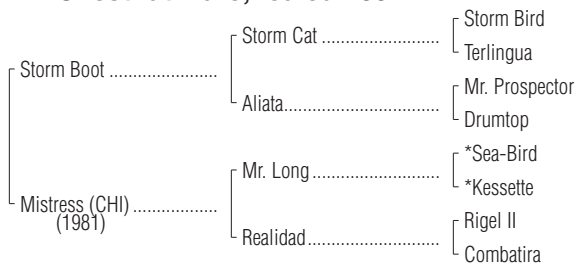 Storm Bird
Storm Cat ..........................
Terlingua
Storm Boot ........................
Mr. Prospector
Aliata..................................
Drumtop
*Sea-Bird
Mr. Long............................
*Kessette
Mistress (CHI) ...................
(1981)
Rigel II
Realidad.............................
Combatira